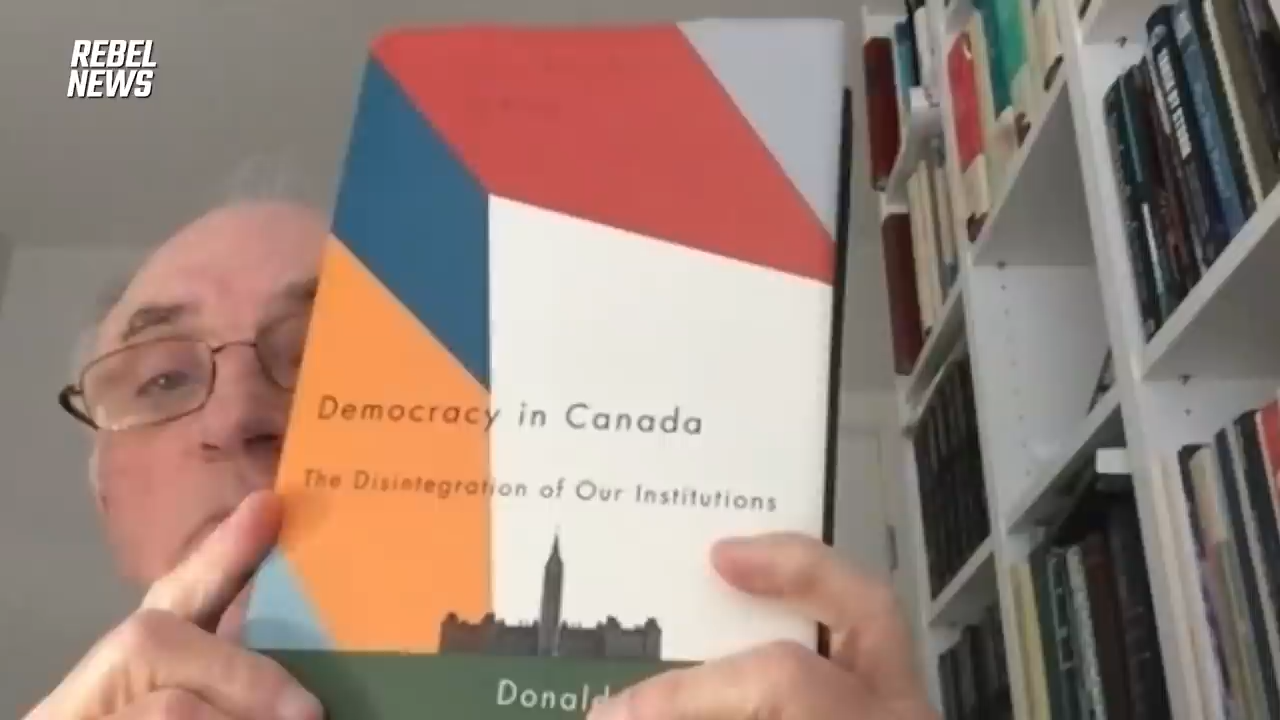 REBEL
NEWS
Democracy in Canada
The Disintegration of Our Institutions
Donald